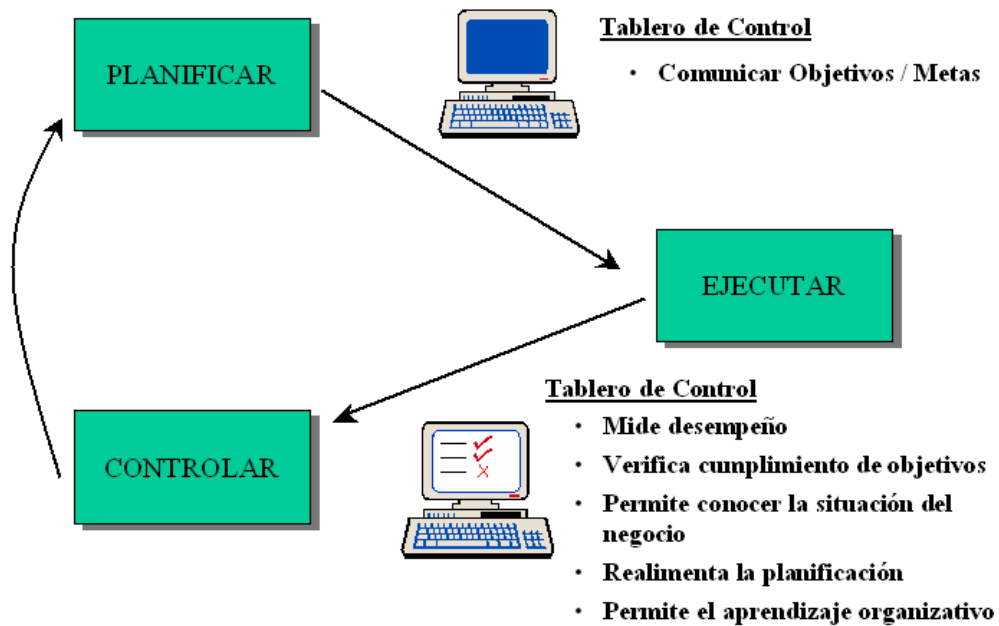 PLANIFICAR
Tablero de Control
· Comunicar Objetivos / Metas
EJECUTAR
CONTROLAR
Tablero de Control
· Mide desempeño
· Verifica cumplimiento de objetivos
· Permite conocer la situación del
negocio
· Realimenta la planificación
· Permite el aprendizaje organizativo